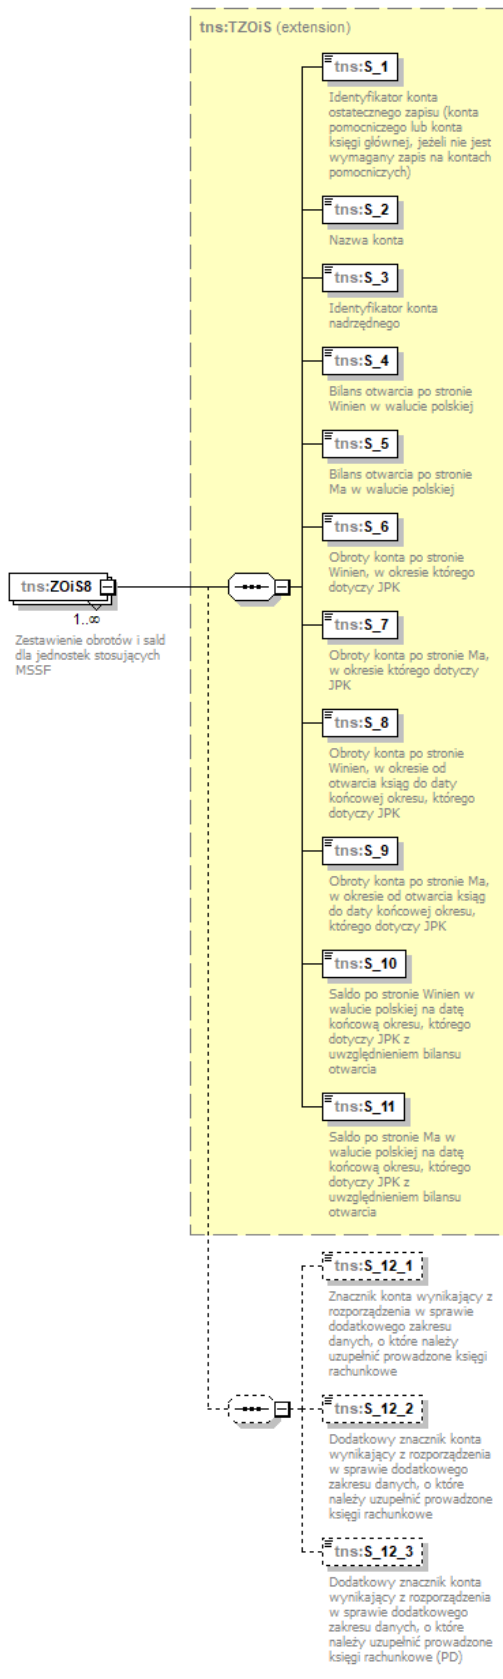 tns:TZOiS (extension)
tns:S_1
Identyfikator konta
ostatecznego zapisu (konta
pomocniczego lub konta
księgi głównej, jeżeli nie jest
wymagany zapis na kontach
pomocniczych)
tns:S_2
Nazwa konta
tns:S_3
Identyfikator konta
nadrzędnego
tns:S_4
Bilans otwarcia po stronie
Winien w walucie polskiej
tns:S_5
Bilans otwarcia po stronie
Ma w walucie polskiej
tns:S_6
Obroty konta po stronie
Winien, w okresie którego
dotyczy JPK
tns:ZOiS8
1..∞
Zestawienie obrotów i sald
dla jednostek stosujących
MSSF
tns:S_7
Obroty konta po stronie Ma,
w okresie którego dotyczy
JPK
tns:S_8
Obroty konta po stronie
Winien, w okresie od
otwarcia ksiąg do daty
końcowej okresu, którego
dotyczy JPK
tns:S_9
Obroty konta po stronie Ma,
w okresie od otwarcia ksiąg
do daty końcowej okresu,
którego dotyczy JPK
tns:S_10
Saldo po stronie Winien w
walucie polskiej na datę
końcową okresu, którego
dotyczy JPK z
uwzględnieniem bilansu
otwarcia
tns:S_11
Saldo po stronie Ma w
walucie polskiej na datę
końcową okresu, którego
dotyczy JPK z
uwzględnieniem bilansu
otwarcia
tns:S_12_1
Znacznik konta wynikający z
rozporządzenia w sprawie
dodatkowego zakresu
danych, o które należy
uzupełnić prowadzone księgi
rachunkowe
tns:S_12_2
Dodatkowy znacznik konta
wynikający z rozporządzenia
w sprawie dodatkowego
zakresu danych, o które
należy uzupełnić prowadzone
księgi rachunkowe
tns:S_12_3
Dodatkowy znacznik konta
wynikający z rozporządzenia
w sprawie dodatkowego
zakresu danych, o które
należy uzupełnić prowadzone
księgi rachunkowe (PD)